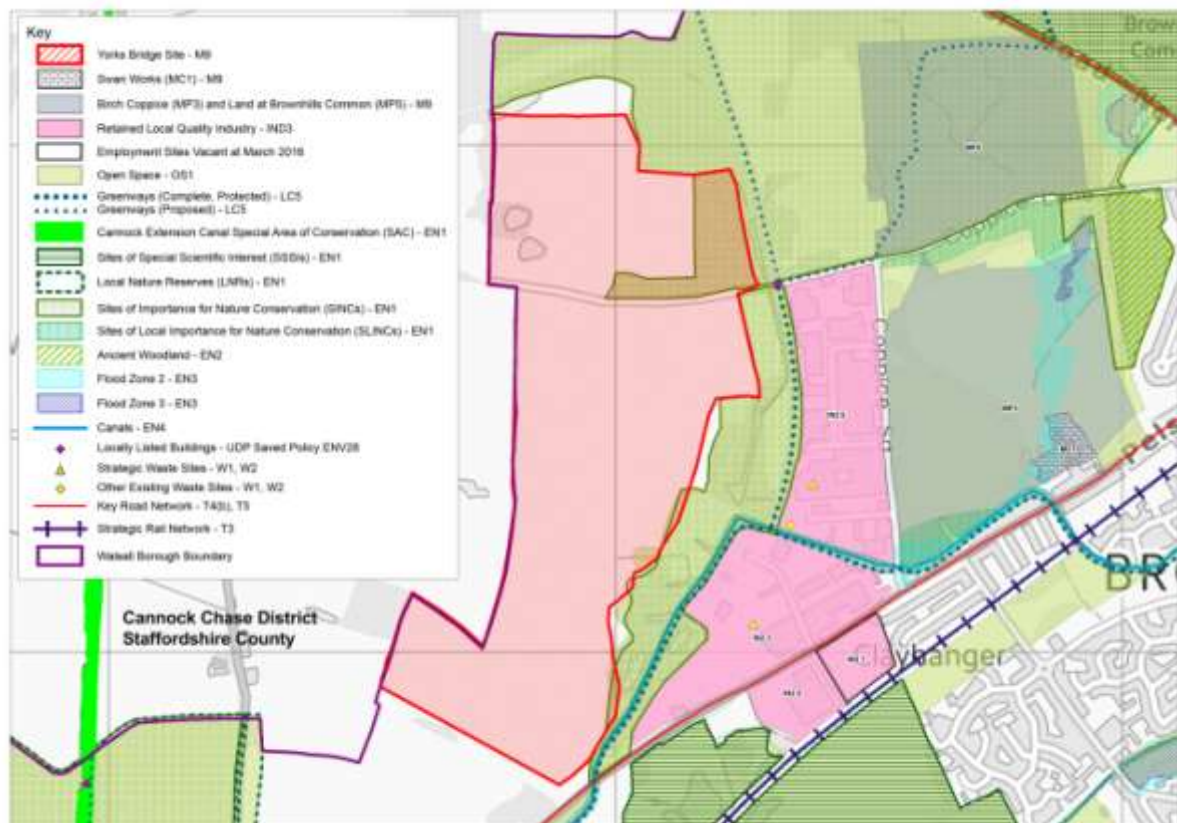 Key
Yorks Bridge Site - M9
Swan Works (MC1) - M9
Birch Coppice (MP3) and Land at Brownhills Common (MP5) - M9
Retained Local Quality Industry - IND3
Employment Sites Vacant at March 2016
Open Space - OS1
Greenways (Complete, Protected) - LC5
Greenways (Proposed) - LC5
Cannock Extension Canal Special Area of Conservation (SAC) - EN1
Sites of Special Scientific Interest (SSSIs) - EN1
Local Nature Reserves (LNRs) - EN1
Sites of Importance for Nature Conservation (SINCs) - EN1
Sites of Local Importance for Nature Conservation (SLINCs) - EN1
Ancient Woodland - EN2
Flood Zone 2 - EN3
Flood Zone 3 - EN3
Canals - EN4
Locally Listed Buildings - UDP Saved Policy ENV28
Strategic Waste Sites - W1, W2
Other Existing Waste Sites - W1, W2
Key Road Network - T4(b), T5
Strategic Rail Network - T3
Walsall Borough Boundary
Cannock Chase District
Staffordshire County
Brow
Com
Pels
BRO
Clayhanger